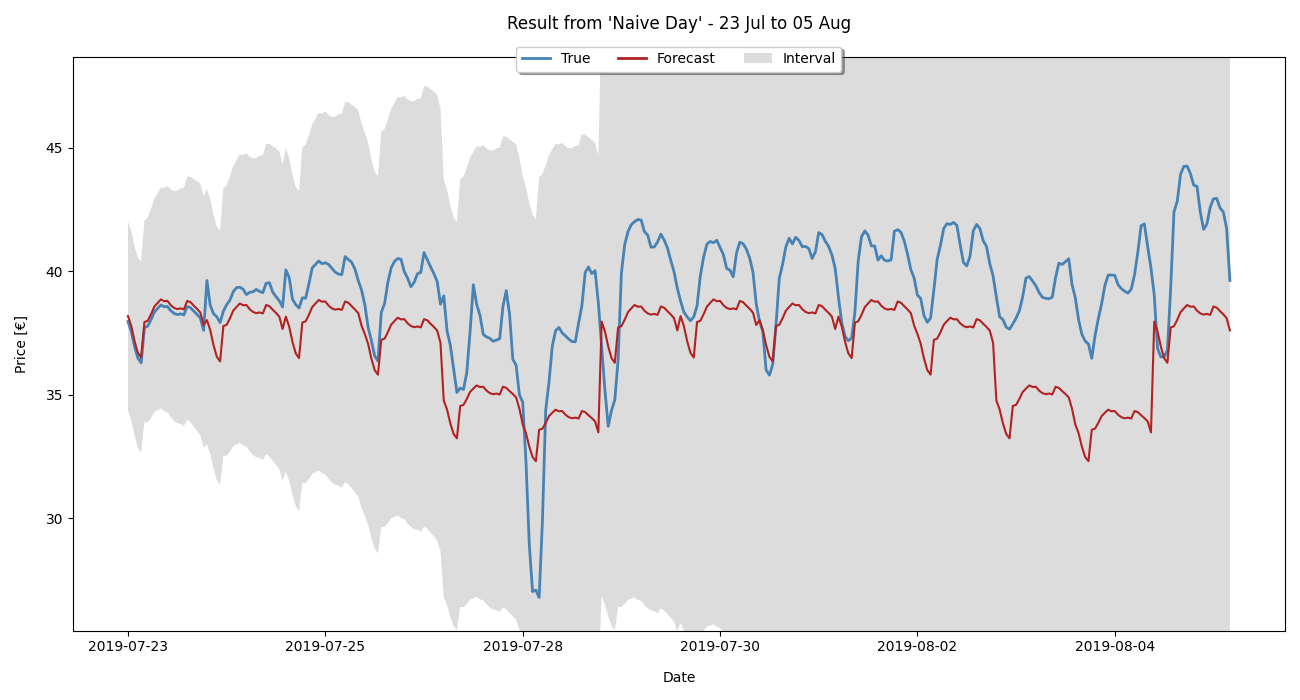 Result from 'Naive Day' - 23 Jul to 05 Aug
True Forecast Interval
Price [€]
45
40
35
30
2019-07-23 2019-07-25 2019-07-28 2019-07-30 2019-08-02 2019-08-04
Date